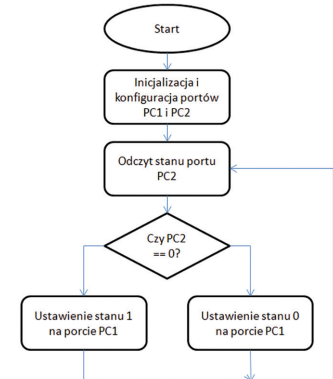 Start
Inicjalizacja i
konfiguracja portów
PC1 i PC2
Odczyt stanu portu
PC2
Czy PC2
== 0?
Ustawienie stanu 1
na porcie PC1
Ustawienie stanu 0
na porcie PC1